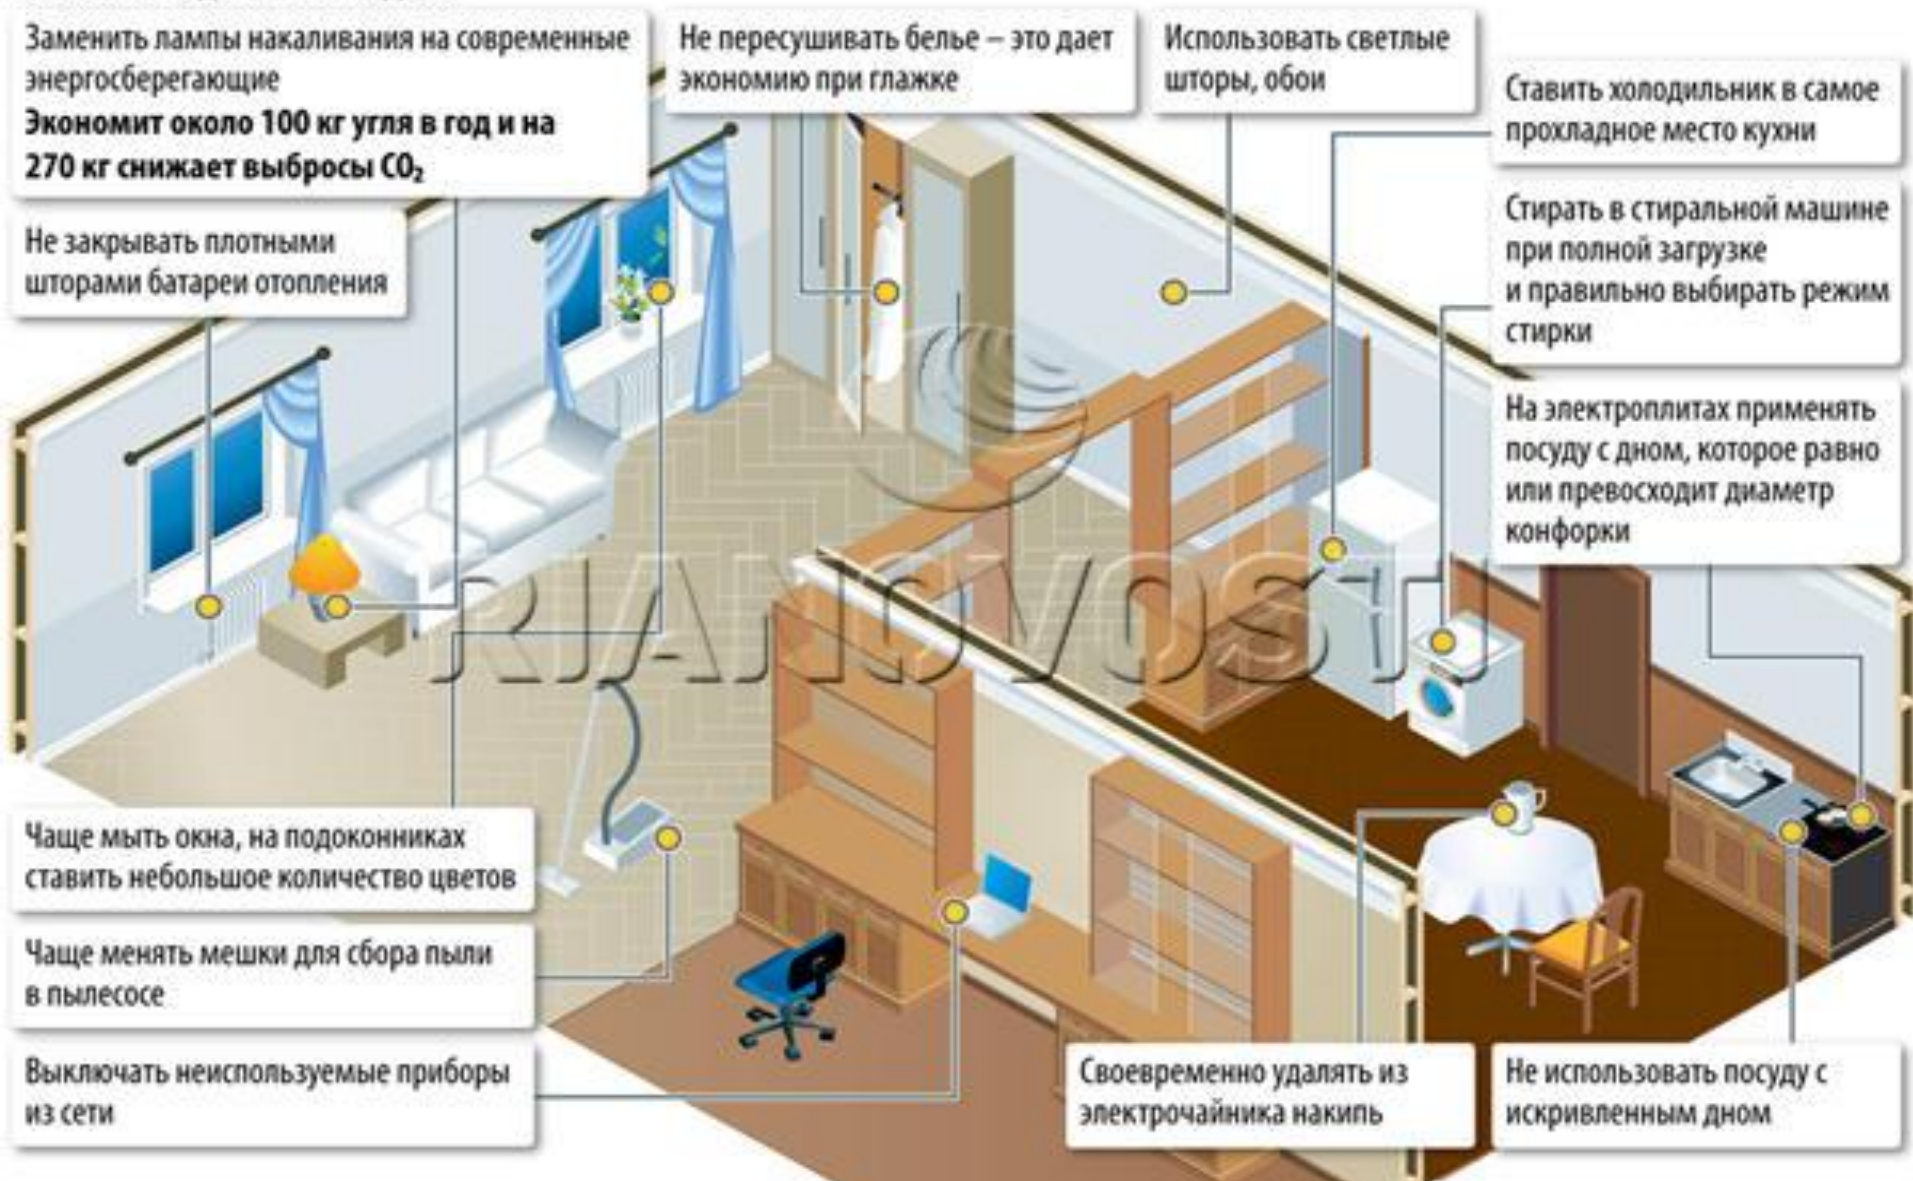 Заменить лампы накаливания на современные
энергосберегающие
Экономит около 100 кг угля в год и на
270 кг снижает выбросы CO₂
Не пересушивать белье – это дает
экономию при глажке
Использовать светлые
шторы, обои
Ставить холодильник в самое
прохладное место кухни
Не закрывать плотными
шторами батареи отопления
Стирать в стиральной машине
при полной загрузке
и правильно выбирать режим
стирки
На электроплитах применять
посуду с дном, которое равно
или превосходит диаметр
конфорки
RIANOVOSTI
Чаще мыть окна, на подоконниках
ставить небольшое количество цветов
Чаще менять мешки для сбора пыли
в пылесосе
Выключать неиспользуемые приборы
из сети
Своевременно удалять из
электрочайника накипь
Не использовать посуду с
искривленным дном